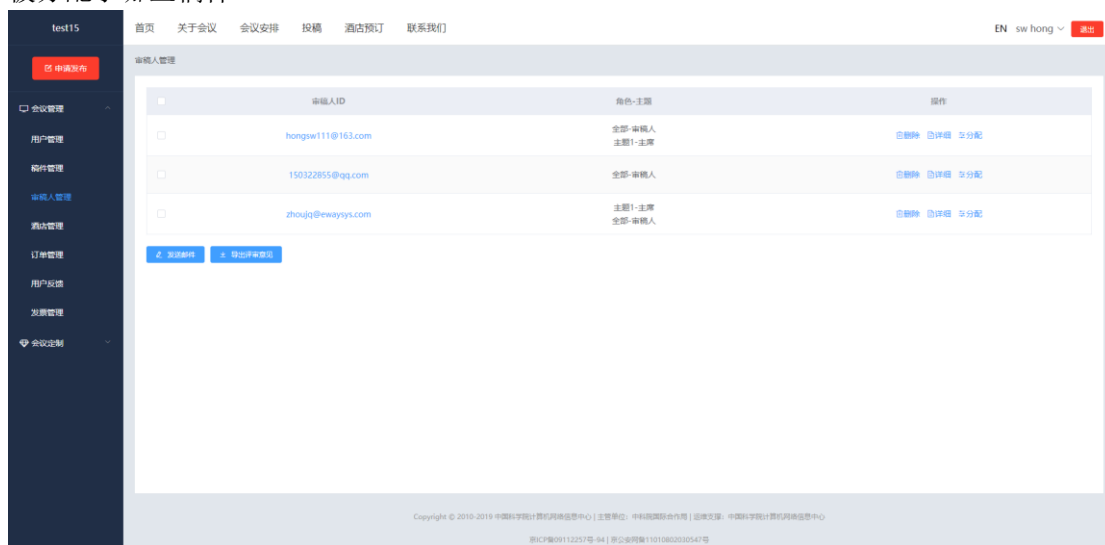 test15
首页 关于会议 会议安排 投稿 酒店预订 联系我们
EN sw hong 退出
申请发布
审稿人管理
会议管理
用户管理
稿件管理
审稿人管理
酒店管理
订单管理
用户反馈
发票管理
会议定制
审稿人ID 角色-主题 操作
hongsw111@163.com 全部-审稿人 删除 详细 分配
主题1-主席
150322855@qq.com 全部-审稿人 删除 详细 分配
zhoujq@ewaysys.com 主题1-主席 删除 详细 分配
全部-审稿人
发送邮件 导出评审意见
Copyright © 2010-2019 中国科学院计算机网络信息中心 | 主管单位：中科院国际合作局 | 运维支撑：中国科学院计算机网络信息中心
京ICP备09112257号-94 | 京公安网备11010802030547号